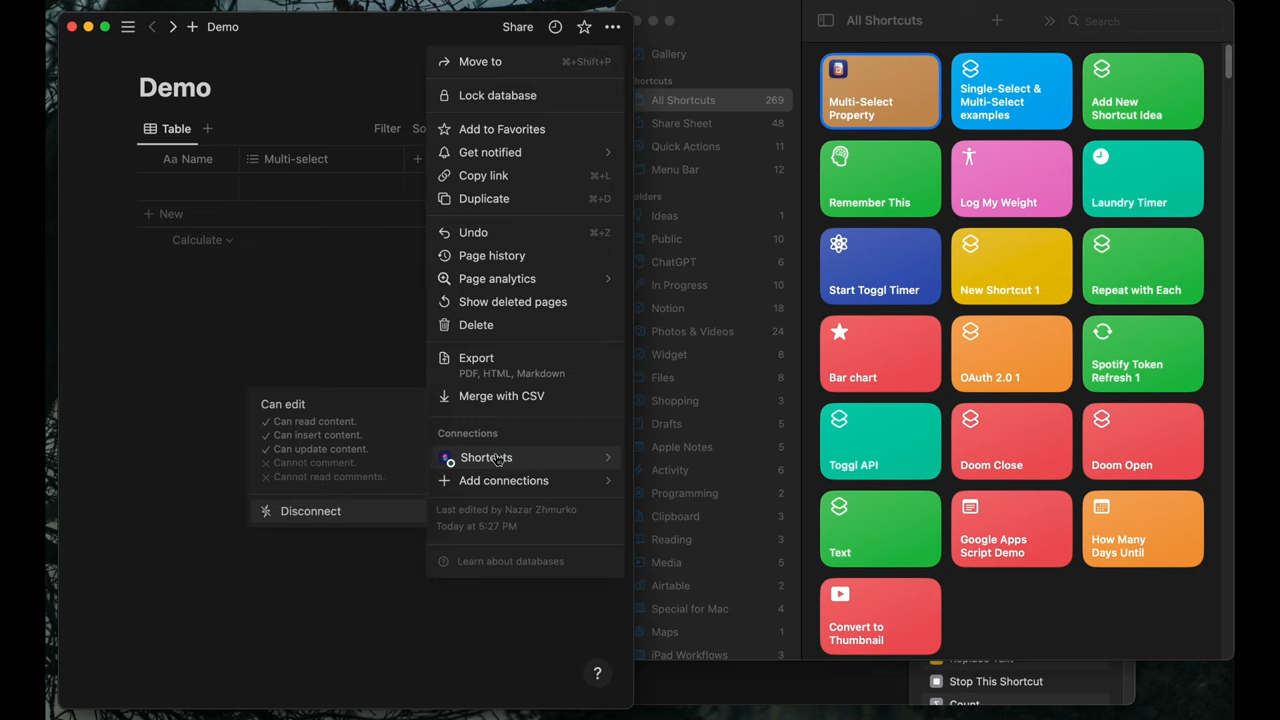 Demo
Share
Demo
Table
Filter
So
Aa Name
Multi-select
New
Calculate
Move to ⌘+Shift+P
Lock database
Add to Favorites
Get notified
Copy link ⌘+L
Duplicate ⌘+D
Undo ⌘+Z
Page history
Page analytics
Show deleted pages
Delete
Export
PDF, HTML, Markdown
Merge with CSV
Connections
Shortcuts
Add connections
Last edited by Nazar Zhmurko
Today at 5:27 PM
Learn about databases
Can edit
✓ Can read content.
✓ Can insert content.
✓ Can update content.
× Cannot comment.
× Cannot read comments.
Disconnect
?
Gallery
hortcuts
All Shortcuts 269
Share Sheet 48
Quick Actions 11
Menu Bar 10
olders
Ideas 1
Public 10
ChatGPT 6
In Progress 10
Notion 18
Photos & Videos 24
Widget 8
Files 8
Shopping 3
Drafts 5
Apple Notes 5
Activity 6
Programming 2
Clipboard 3
Reading 3
Media 5
Airtable 2
Special for Mac 4
Maps 1
iPad Workflows 3
All Shortcuts
Search
Multi-Select
Property
Single-Select &
Multi-Select
examples
Add New
Shortcut Idea
Remember This
Log My Weight
Laundry Timer
Start Toggl Timer
New Shortcut 1
Repeat with Each
Bar chart
OAuth 2.0 1
Spotify Token
Refresh 1
Toggl API
Doom Close
Doom Open
Text
Google Apps
Script Demo
How Many
Days Until
Convert to
Thumbnail
Stop This Shortcut
Count